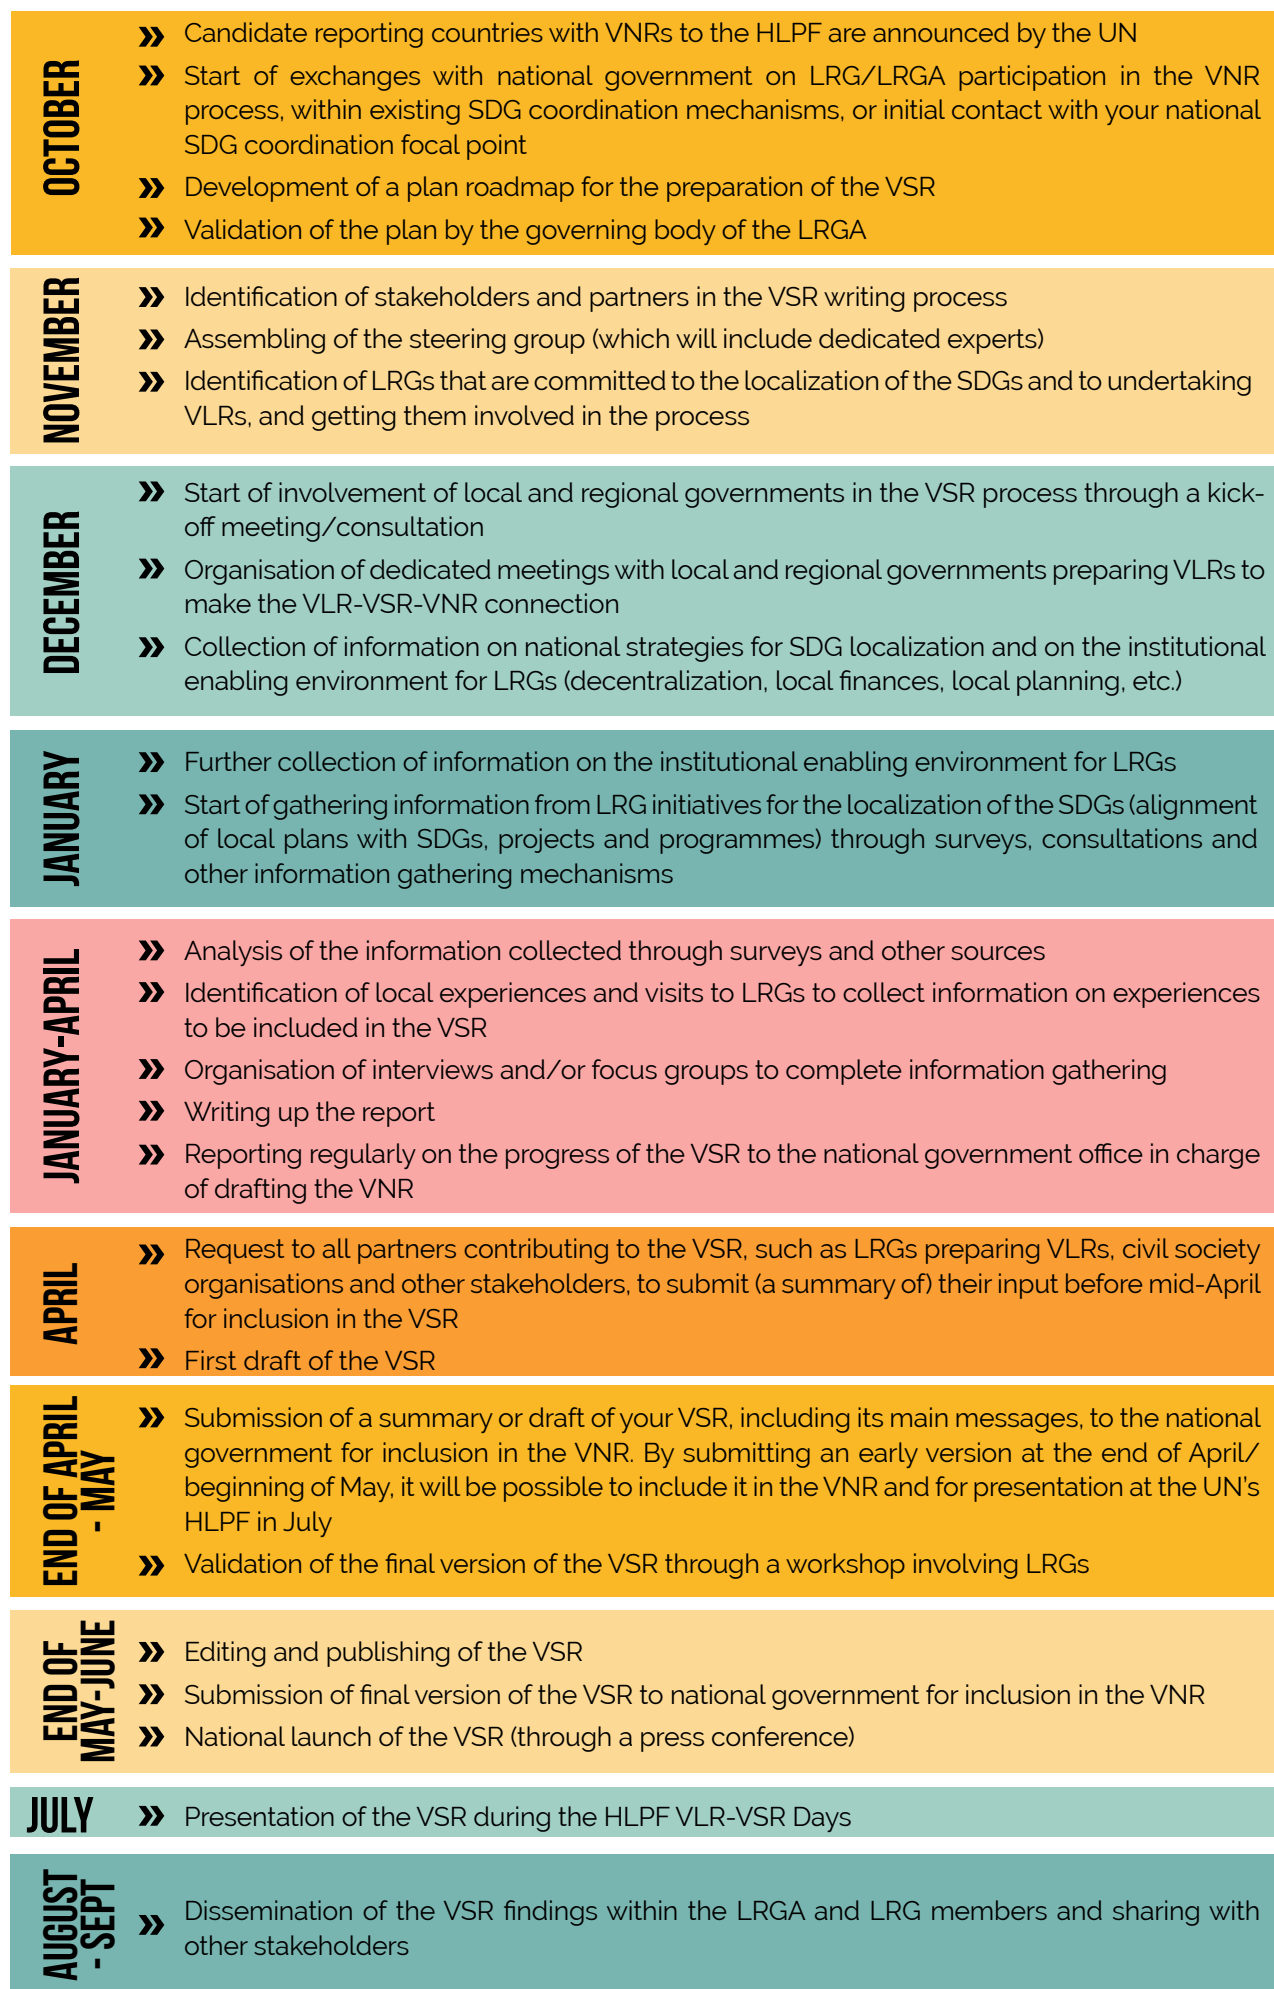 OCTOBER
Candidate reporting countries with VNRs to the HLPF are announced by the UN
Start of exchanges with national government on LRG/LRGA participation in the VNR
process, within existing SDG coordination mechanisms, or initial contact with your national
SDG coordination focal point
Development of a plan roadmap for the preparation of the VSR
Validation of the plan by the governing body of the LRGA
NOVEMBER
Identification of stakeholders and partners in the VSR writing process
Assembling of the steering group (which will include dedicated experts)
Identification of LRGs that are committed to the localization of the SDGs and to undertaking
VLRs, and getting them involved in the process
DECEMBER
Start of involvement of local and regional governments in the VSR process through a kick-
off meeting/consultation
Organisation of dedicated meetings with local and regional governments preparing VLRs to
make the VLR-VSR-VNR connection
Collection of information on national strategies for SDG localization and on the institutional
enabling environment for LRGs (decentralization, local finances, local planning, etc.)
JANUARY
Further collection of information on the institutional enabling environment for LRGs
Start of gathering information from LRG initiatives for the localization of the SDGs (alignment
of local plans with SDGs, projects and programmes) through surveys, consultations and
other information gathering mechanisms
JANUARY-APRIL
Analysis of the information collected through surveys and other sources
Identification of local experiences and visits to LRGs to collect information on experiences
to be included in the VSR
Organisation of interviews and/or focus groups to complete information gathering
Writing up the report
Reporting regularly on the progress of the VSR to the national government office in charge
of drafting the VNR
APRIL
Request to all partners contributing to the VSR, such as LRGs preparing VLRs, civil society
organisations and other stakeholders, to submit (a summary of) their input before mid-April
for inclusion in the VSR
First draft of the VSR
END OF APRIL
- MAY
Submission of a summary or draft of your VSR, including its main messages, to the national
government for inclusion in the VNR. By submitting an early version at the end of April/
beginning of May, it will be possible to include it in the VNR and for presentation at the UN's
HLPF in July
Validation of the final version of the VSR through a workshop involving LRGs
END OF
MAY-JUNE
Editing and publishing of the VSR
Submission of final version of the VSR to national government for inclusion in the VNR
National launch of the VSR (through a press conference)
JULY
Presentation of the VSR during the HLPF VLR-VSR Days
AUGUST
- SEPT
Dissemination of the VSR findings within the LRGA and LRG members and sharing with
other stakeholders